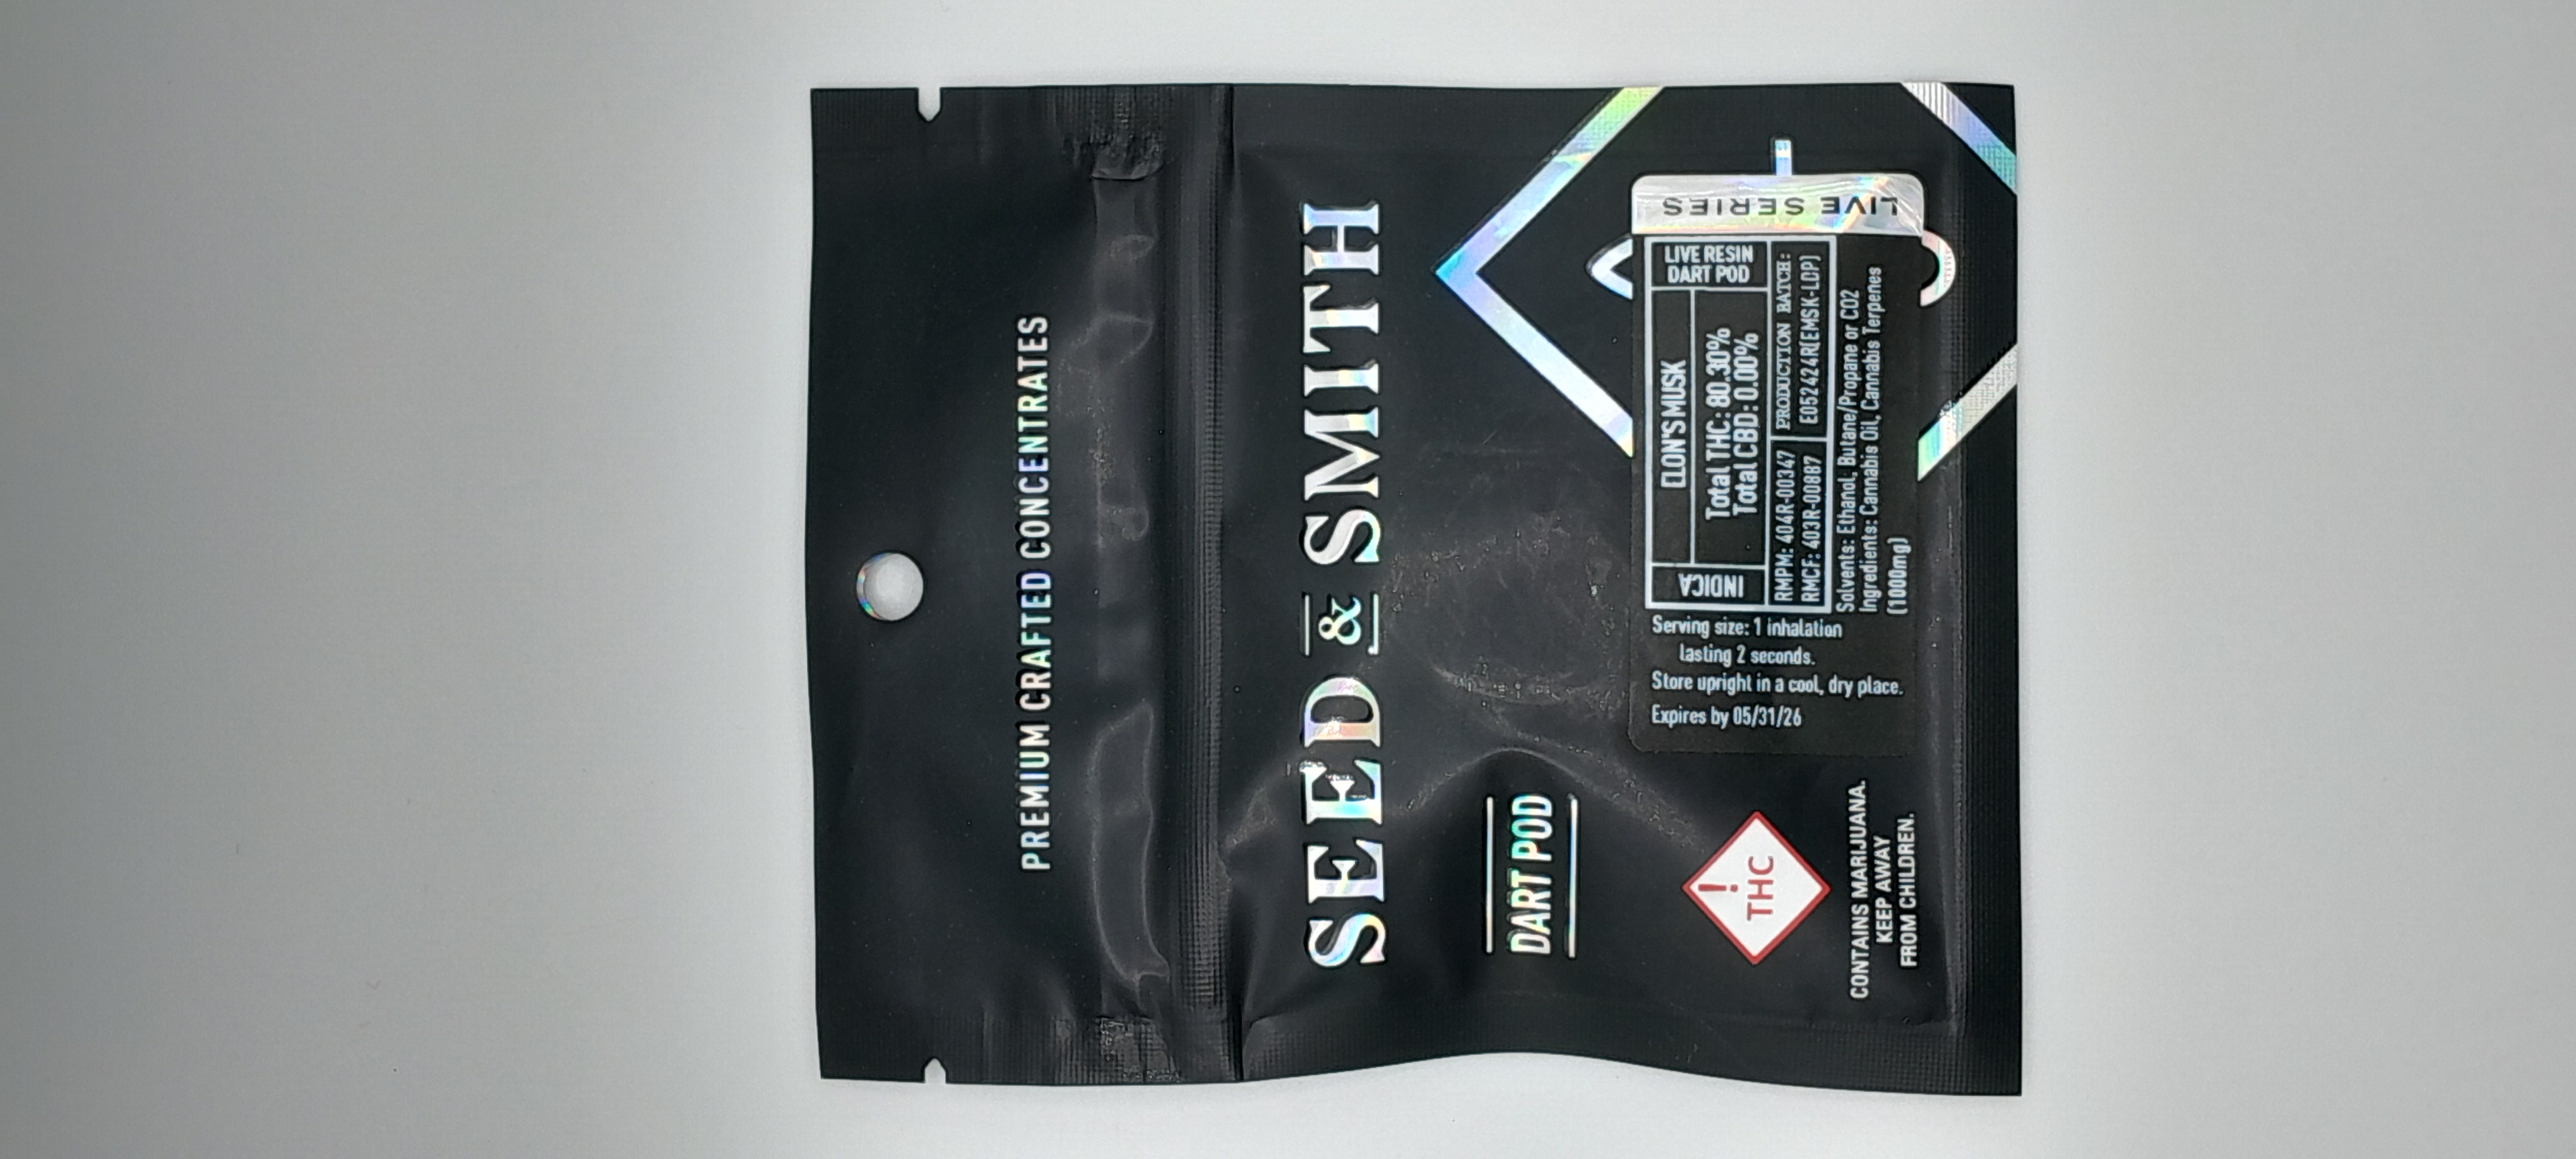 PREMIUM CRAFTED CONCENTRATES
SEED & SMITH
DART POD
LIVE SERIES
INDICA
ELON'S MUSK
Total THC: 80.30%
Total CBD: 0.00%
LIVE RESIN
DART POD
RMPM: 404R-00347
RMCF: 403R-00887
PRODUCTION BATCH:
E052424R(EMSK-LDP)
Solvents: Ethanol, Butane/Propane or CO2
Ingredients: Cannabis Oil, Cannabis Terpenes
(1000mg)
Serving size: 1 inhalation
lasting 2 seconds.
Store upright in a cool, dry place.
Expires by 05/31/26
!
THC
CONTAINS MARIJUANA.
KEEP AWAY
FROM CHILDREN.